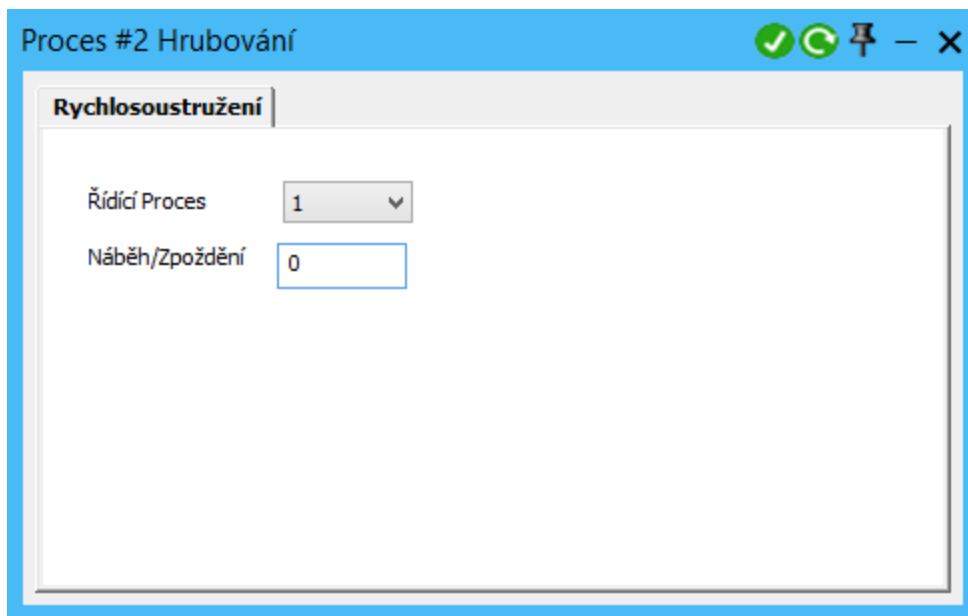 Proces #2 Hrubování
Rychlosoustružení
Řídící Proces 1
Náběh/Zpoždění 0